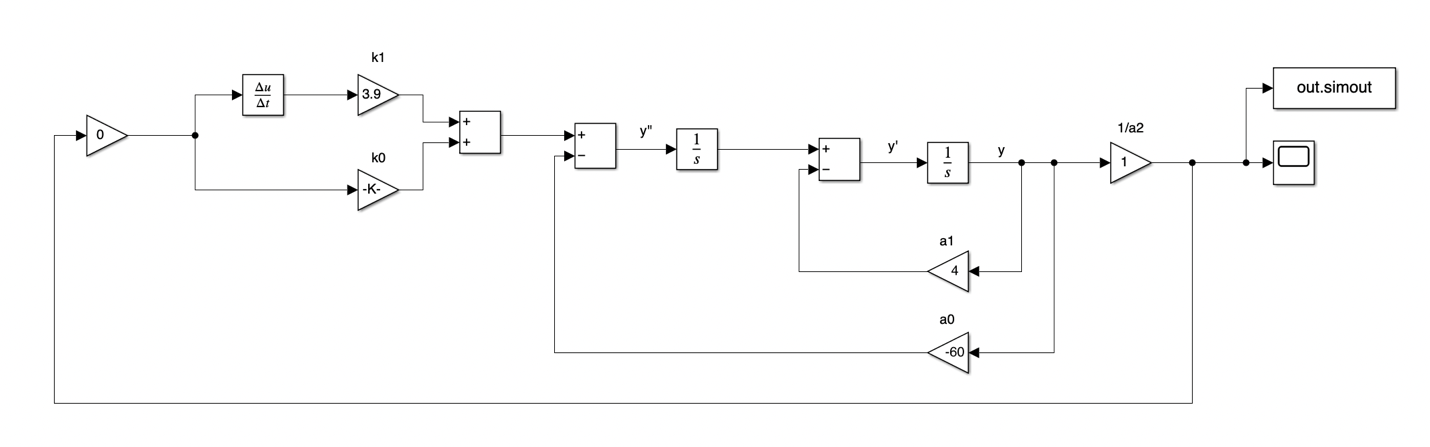 k1
Δu
Δt
3.9
0
+
+
k0
-K-
+
−
y"
1
s
+
−
y'
1
s
y
1/a2
1
out.simout
a1
4
a0
-60